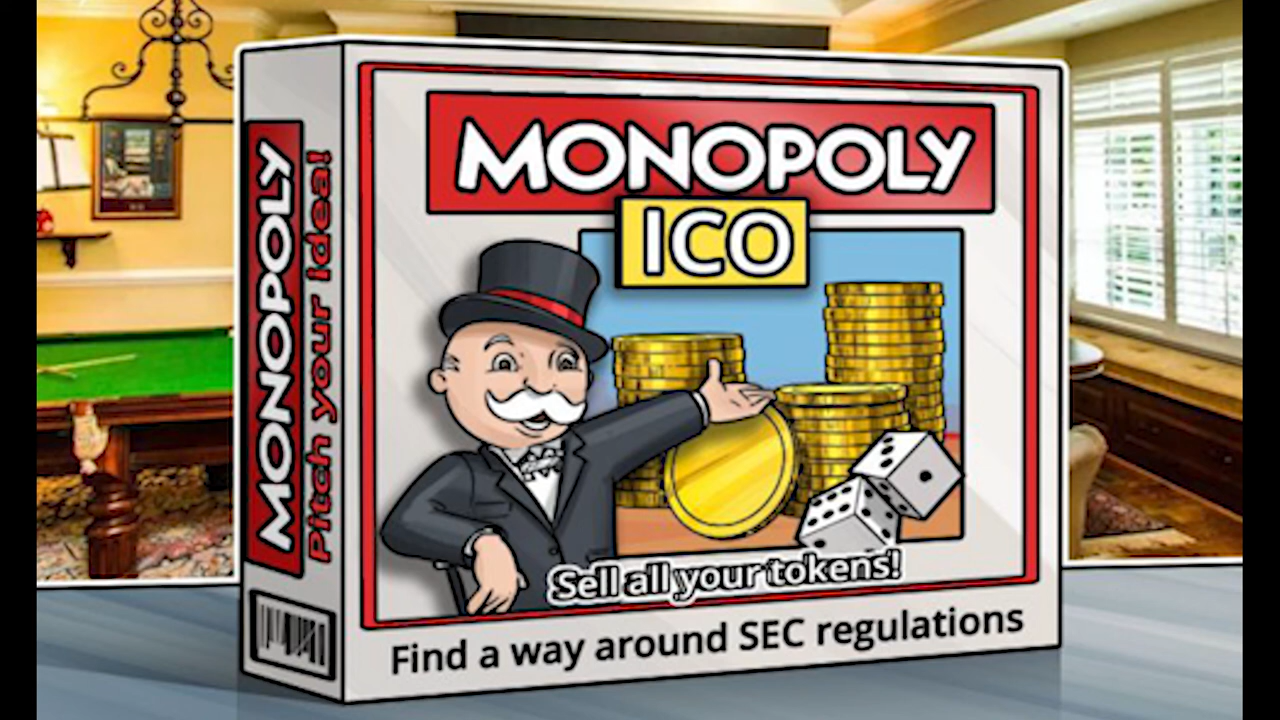 MONOPOLY
ICO
Sell all your tokens!
Find a way around SEC regulations
MONOPOLY
Pitch your idea!